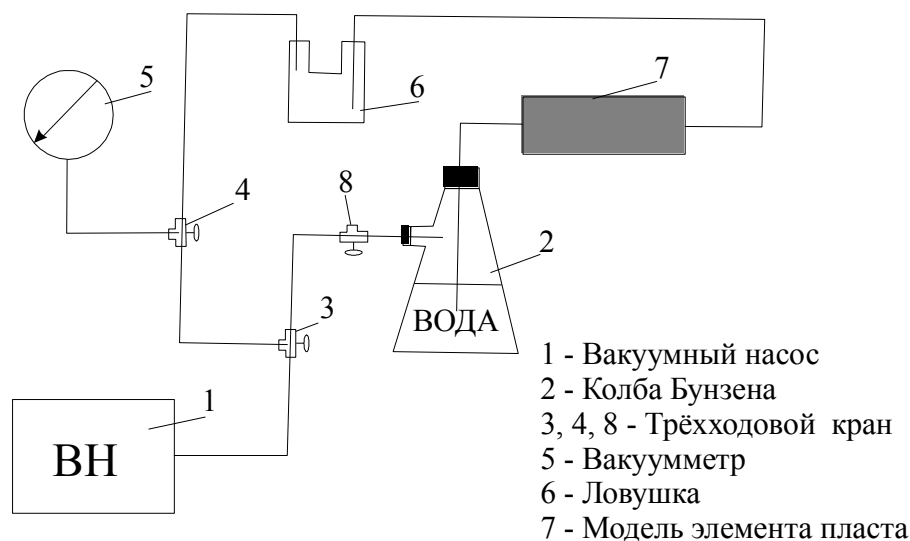 5
6
7
4
8
2
3
ВОДА
1
ВН
1 - Вакуумный насос
2 - Колба Бунзена
3, 4, 8 - Трёхходовой кран
5 - Вакуумметр
6 - Ловушка
7 - Модель элемента пласта